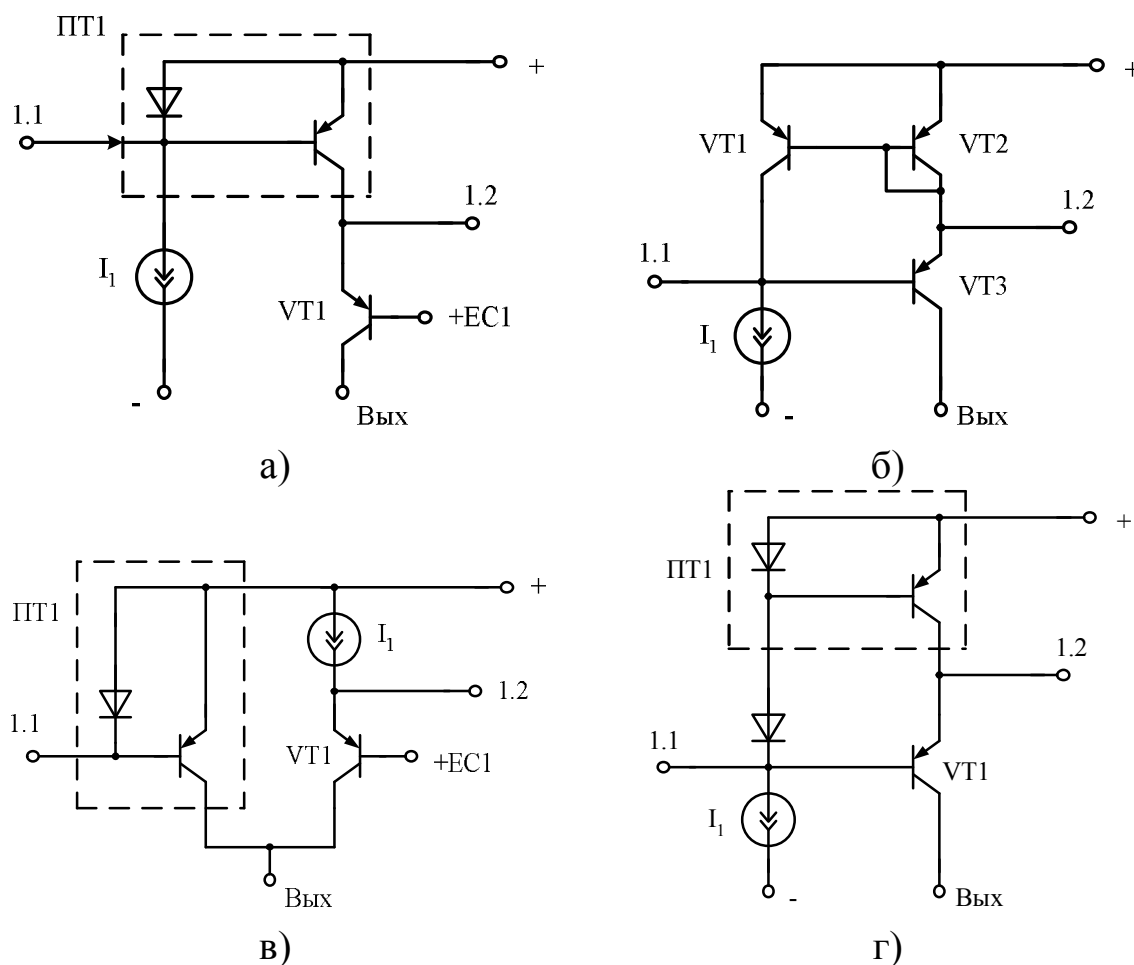 ПТ1
+
1.1
1.2
I1
VT1
+EC1
-
Вых
а)
+
VT1
VT2
1.2
1.1
VT3
I1
-
Вых
б)
ПТ1
+
I1
1.2
1.1
VT1
+EC1
Вых
в)
+
ПТ1
1.2
1.1
VT1
I1
-
Вых
г)